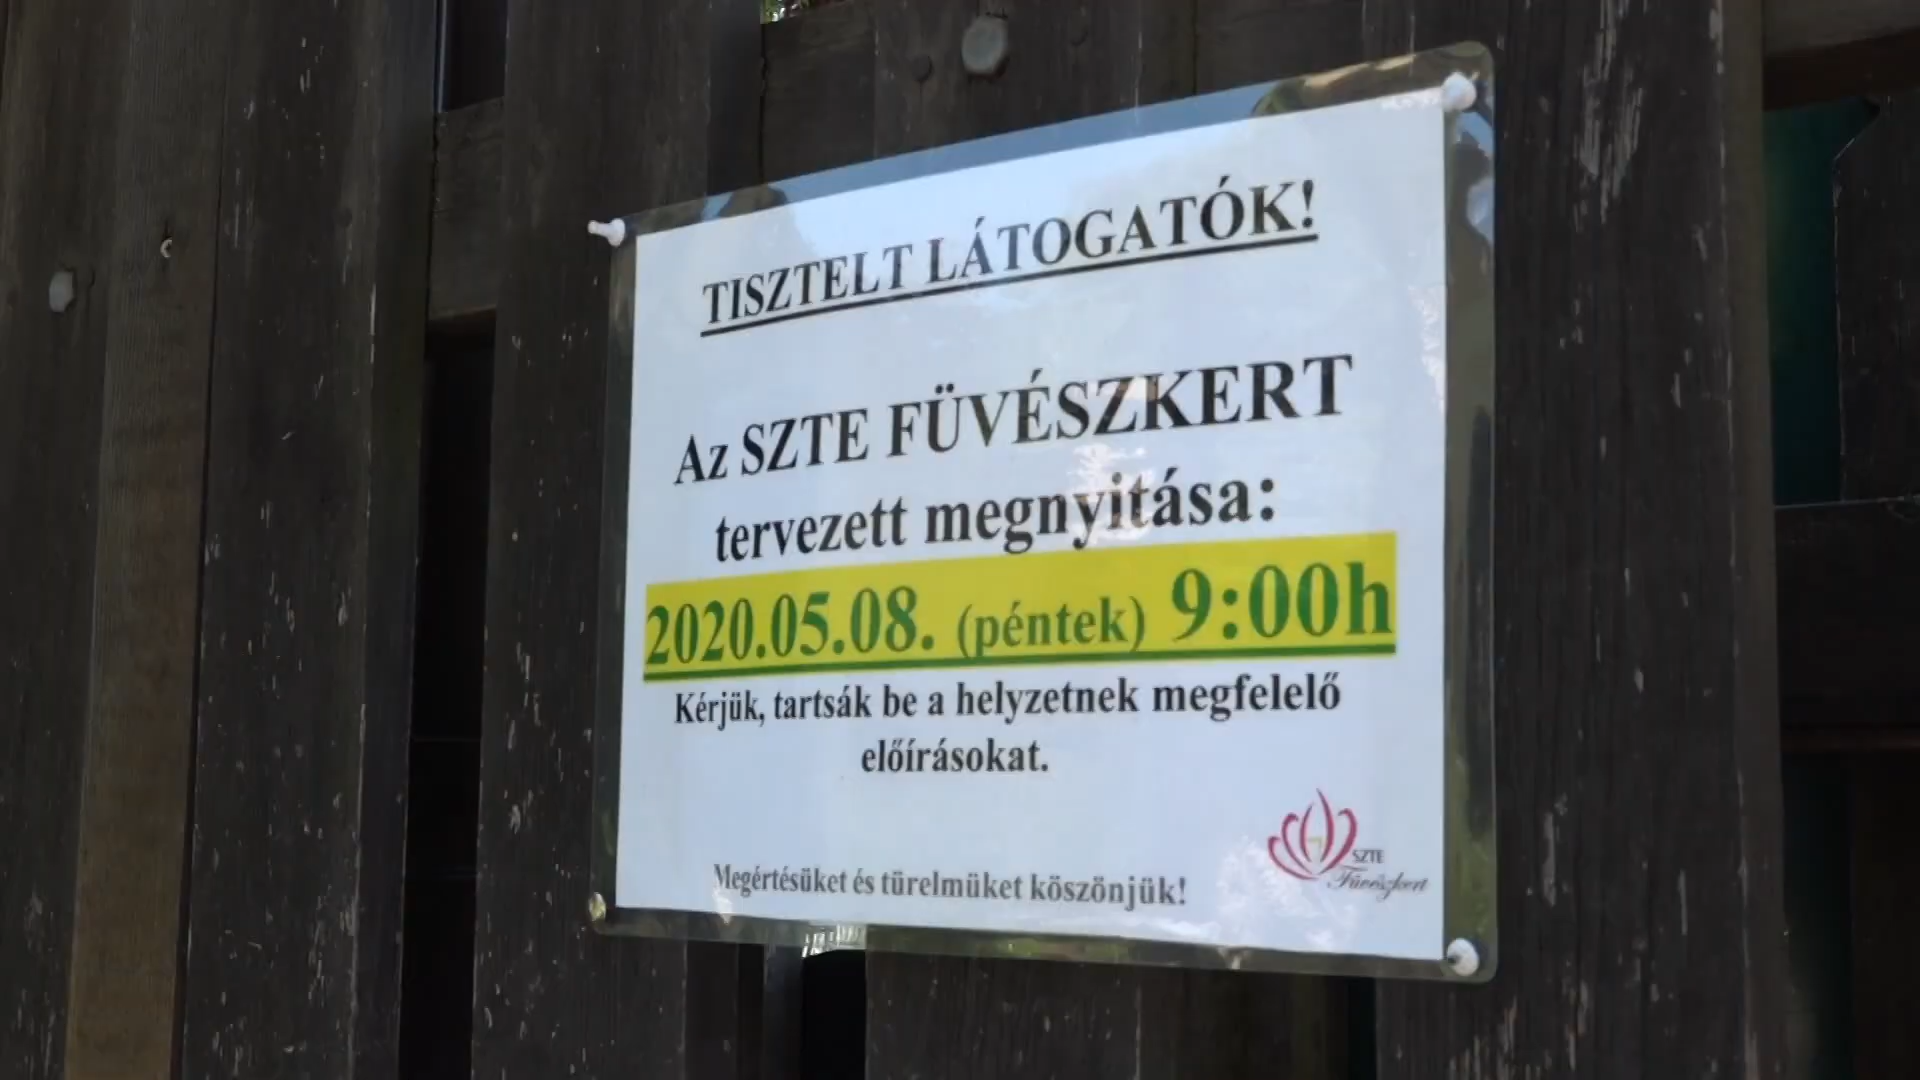 TISZTELT LÁTOGATÓK!
Az SZTE FÜVÉSZKERT
tervezett megnyitása:
2020.05.08. (péntek) 9:00h
Kérjük, tartsák be a helyzetnek megfelelő
előírásokat.
Megértésüket és türelmüket köszönjük!
SZTE
Füvészkert